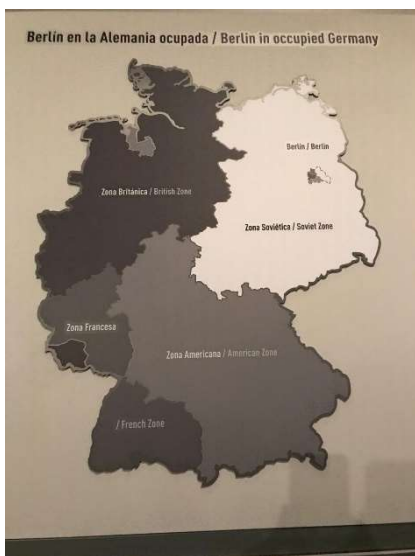 Berlín en la Alemania ocupada / Berlin in occupied Germany
Berlín / Berlin
Zona Británica / British Zone
Zona Soviética / Soviet Zone
Zona Francesa
Zona Americana / American Zone
/ French Zone